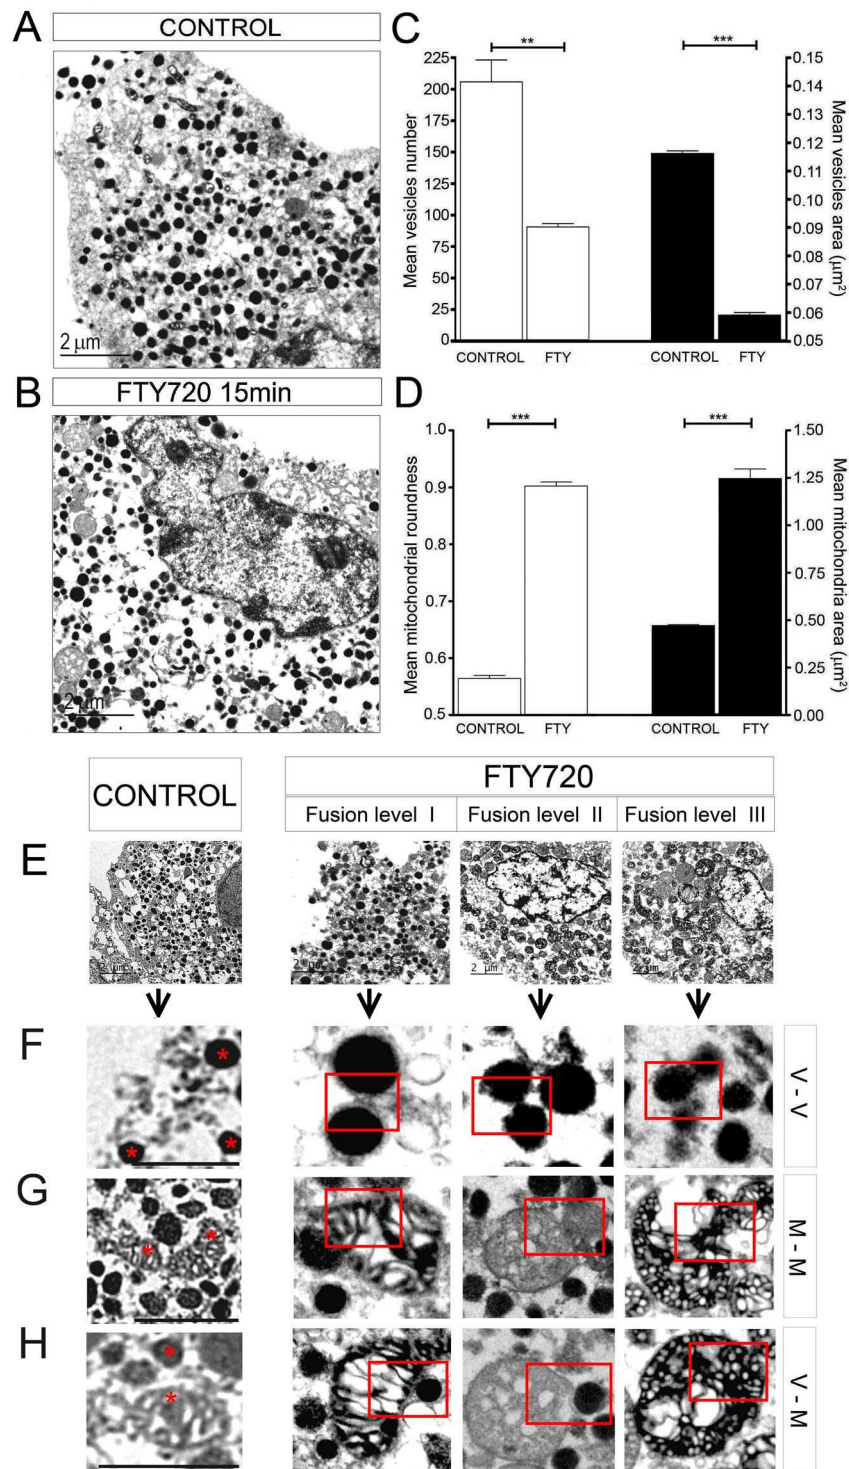 A
CONTROL
2 μm
B
FTY720 15min
2 μm
C
** ***
225
200
175
150
125
100
75
50
25
0
Mean vesicles number
CONTROL FTY CONTROL FTY
0.15
0.14
0.13
0.12
0.11
0.10
0.09
0.08
0.07
0.06
0.05
Mean vesicles area (μm²)
D
*** ***
1.0
0.9
0.8
0.7
0.6
0.5
Mean mitochondrial roundness
CONTROL FTY CONTROL FTY
1.50
1.25
1.00
0.75
0.50
0.25
0.00
Mean mitochondria area (μm²)
CONTROL
FTY720
Fusion level I Fusion level II Fusion level III
E
2 μm 2 μm 2 μm 2 μm
F
* * *
V - V
G
* *
M - M
H
* *
V - M